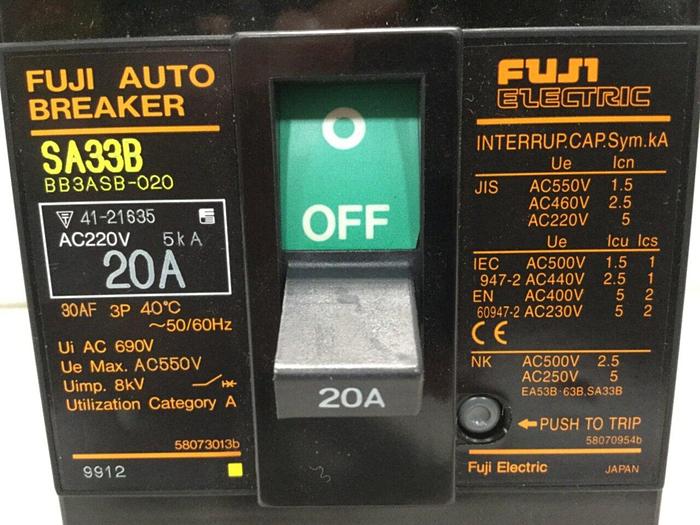 FUJI AUTO
BREAKER
SA33B
BB3ASB-020
41-21635
AC220V 5kA
20A
30AF 3P 40°C
~50/60Hz
Ui AC 690V
Ue Max. AC550V
Uimp. 8kV
Utilization Category A
58073013b
9912
O
OFF
20A
FUJI
ELECTRIC
INTERRUP.CAP.Sym.kA
Ue Icn
JIS AC550V 1.5
AC460V 2.5
AC220V 5
Ue Icu Ics
IEC AC500V 1.5 1
947-2 AC440V 2.5 1
EN AC400V 5 2
60947-2 AC230V 5 2
CE
NK AC500V 2.5
AC250V 5
EA53B·63B.SA33B
←PUSH TO TRIP
58070954b
Fuji Electric JAPAN